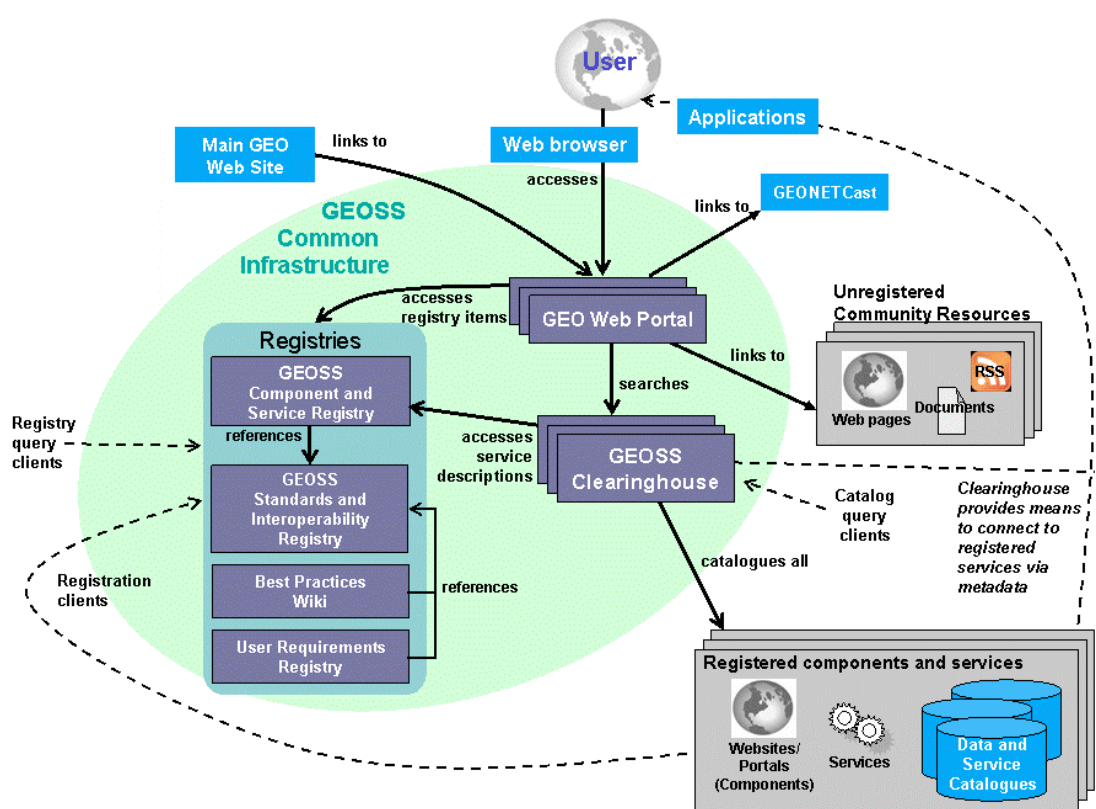 User
Applications
Main GEO
Web Site
links to
Web browser
accesses
GEONETCast
links to
GEOSS
Common
Infrastructure
accesses
registry items
GEO Web Portal
Unregistered
Community Resources
RSS
Web pages
Documents
links to
searches
Registries
GEOSS
Component and
Service Registry
references
Registry
query
clients
GEOSS
Standards and
Interoperability
Registry
accesses
service
descriptions
GEOSS
Clearinghouse
Catalog
query
clients
Clearinghouse
provides means
to connect to
registered
services via
metadata
catalogues all
Registration
clients
Best Practices
Wiki
references
User Requirements
Registry
Registered components and services
Websites/
Portals
(Components)
Services
Data and
Service
Catalogues